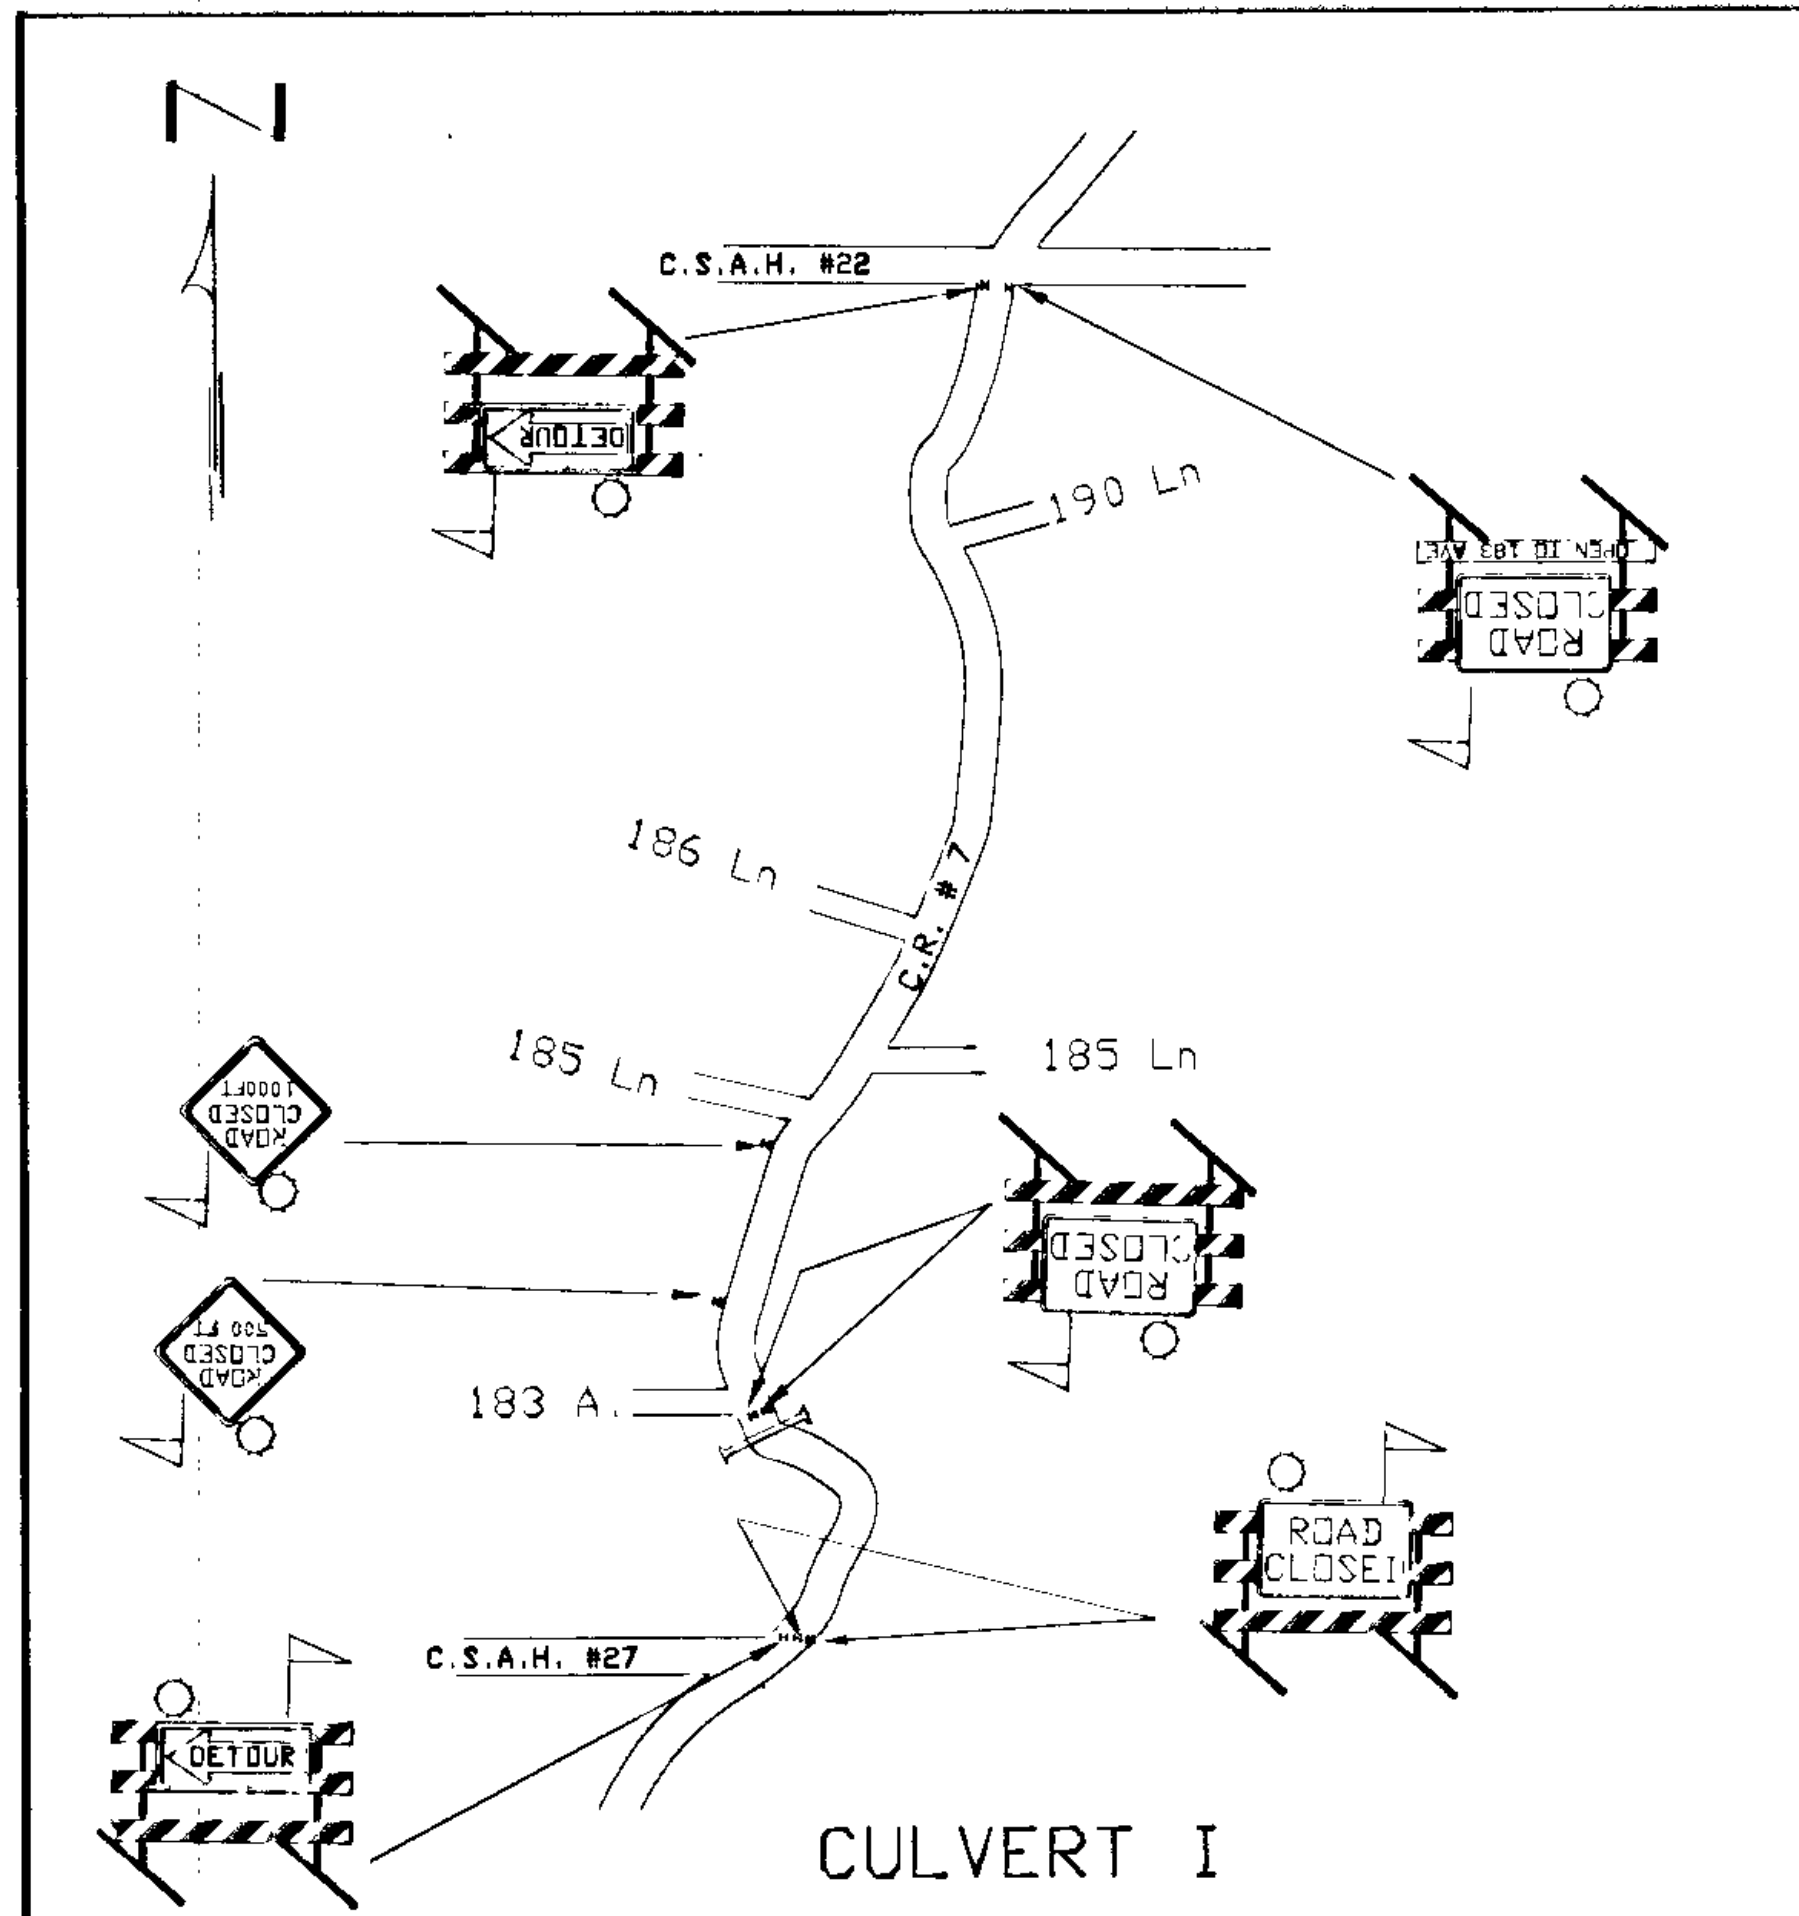 N
C.S.A.H. #22
DETOUR
190 Ln
OPEN TO 183 AVE
ROAD
CLOSED
186 Ln
C.R. #7
185 Ln
185 Ln
ROAD
CLOSED
1000FT
ROAD
CLOSED
ROAD
CLOSED
500 FT
183 A.
ROAD
CLOSED
C.S.A.H. #27
DETOUR
CULVERT I